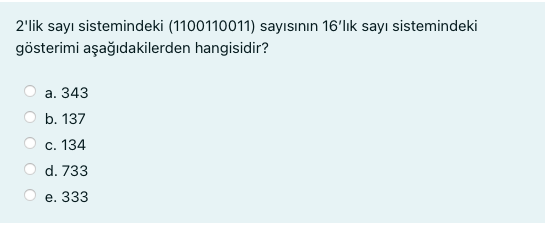 2'lik sayı sistemindeki (1100110011) sayısının 16'lık sayı sistemindeki
gösterimi aşağıdakilerden hangisidir?
a. 343
b. 137
c. 134
d. 733
e. 333